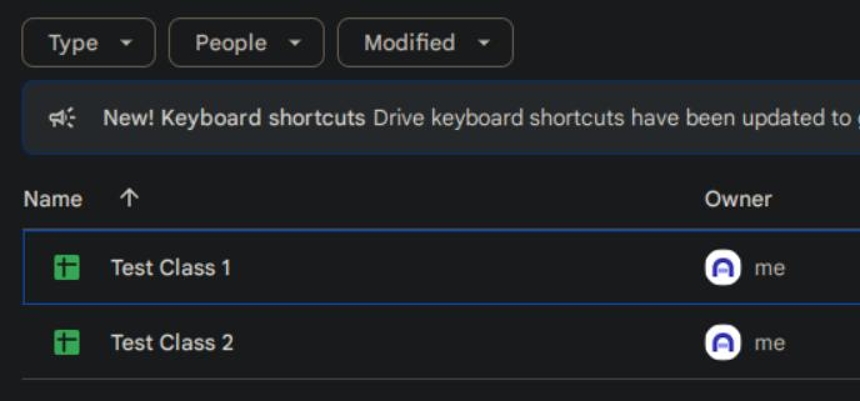 Type People Modified
New! Keyboard shortcuts Drive keyboard shortcuts have been updated to
Name Owner
Test Class 1 me
Test Class 2 me